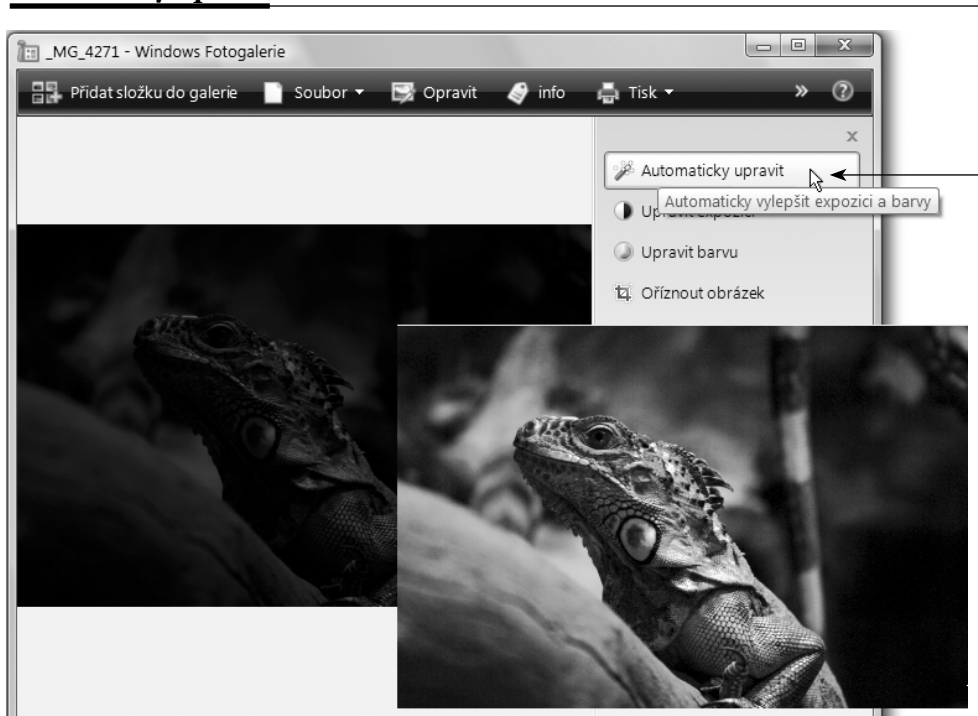 _MG_4271 - Windows Fotogalerie
Přidat složku do galerie Soubor Opravit info Tisk » ?
x
Automaticky upravit
Automaticky vylepšit expozici a barvy
Upravit barvu
Oříznout obrázek